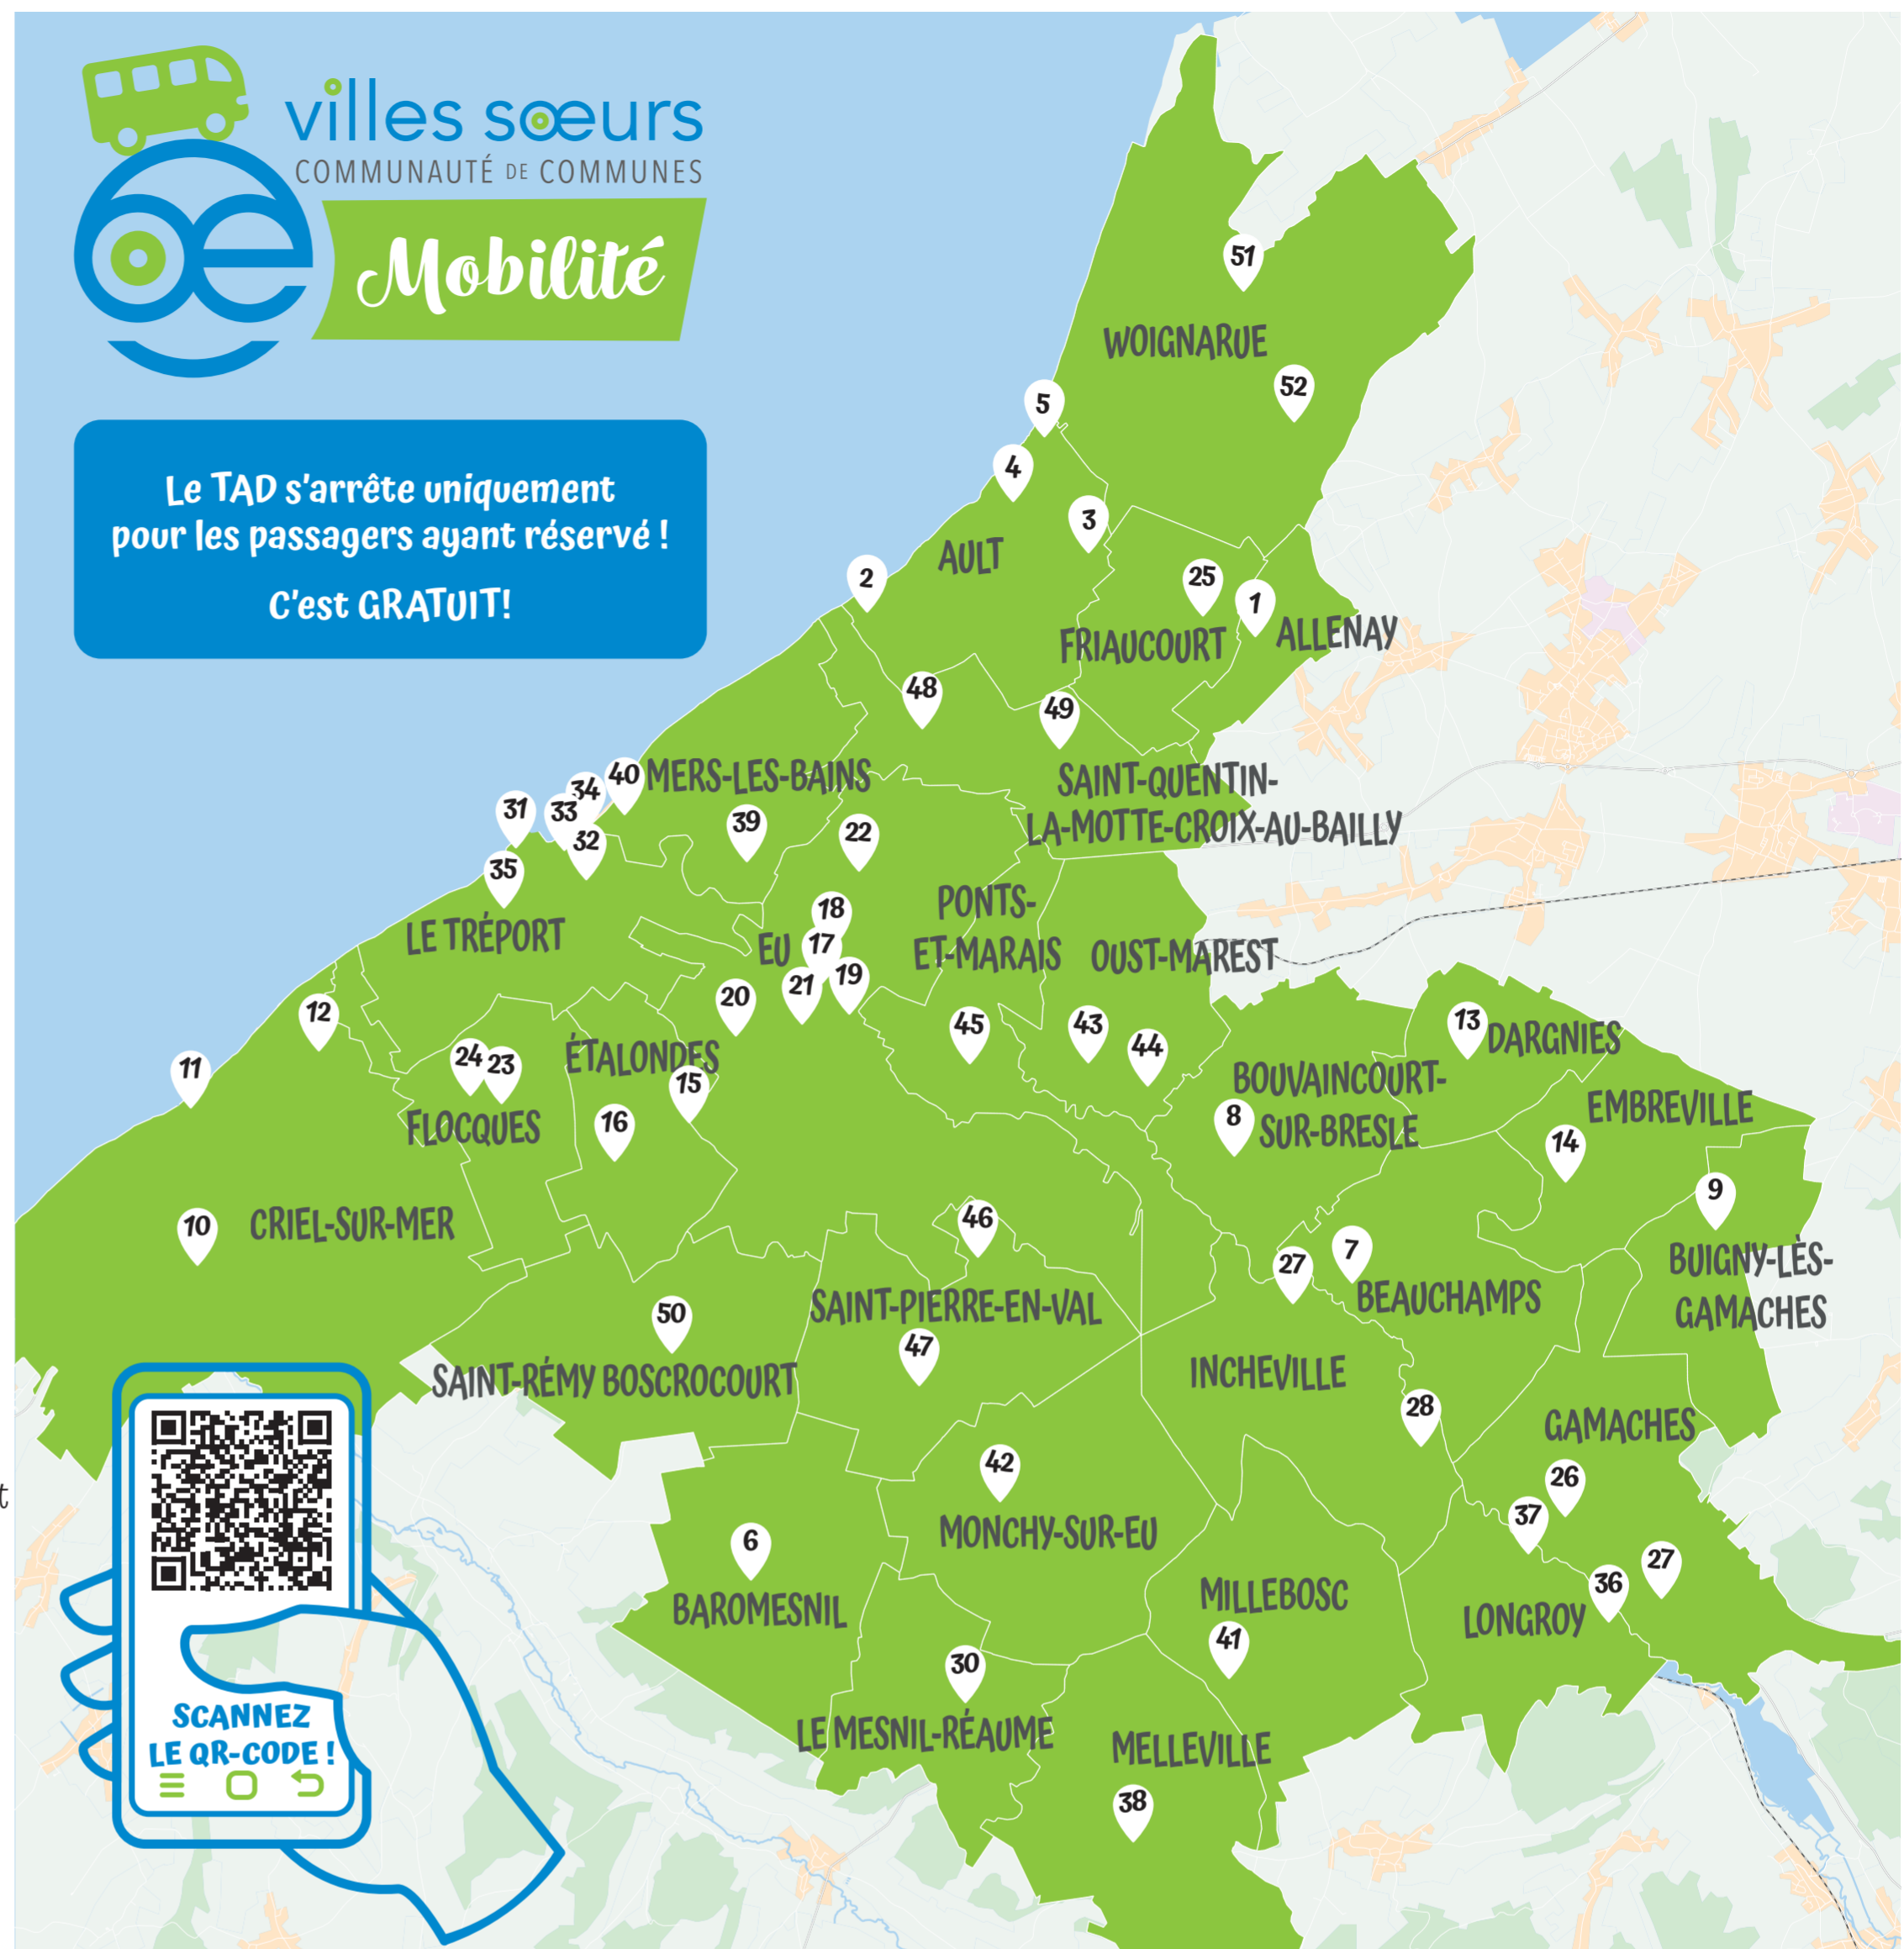 villes sœurs
COMMUNAUTÉ DE COMMUNES
Mobilité
Le TAD s'arrête uniquement
pour les passagers ayant réservé !
C'est GRATUIT!
51
WOIGNARUE
52
5
4
3
AULT
2
25
1
FRIAUCOURT
ALLENAY
48
49
40
MERS-LES-BAINS
SAINT-QUENTIN-
LA-MOTTE-CROIX-AU-BAILLY
34
31
33
32
39
22
35
LE TRÉPORT
18
EU
17
PONTS-
ET-MARAIS
OUST-MAREST
21
19
20
12
45
43
44
13
DARGNIES
11
24
23
ÉTALONDES
15
16
FLOCQUES
BOUVAINCOURT-
SUR-BRESLE
8
EMBREVILLE
14
9
10
CRIEL-SUR-MER
46
27
7
BUIGNY-LÈS-
GAMACHES
BEAUCHAMPS
50
SAINT-PIERRE-EN-VAL
47
SAINT-RÉMY BOSCROCOURT
INCHEVILLE
28
GAMACHES
42
26
37
MONCHY-SUR-EU
6
BAROMESNIL
27
36
MILLEBOSC
LONGROY
41
30
LE MESNIL-RÉAUME
MELLEVILLE
38
SCANNEZ
LE QR-CODE !
t